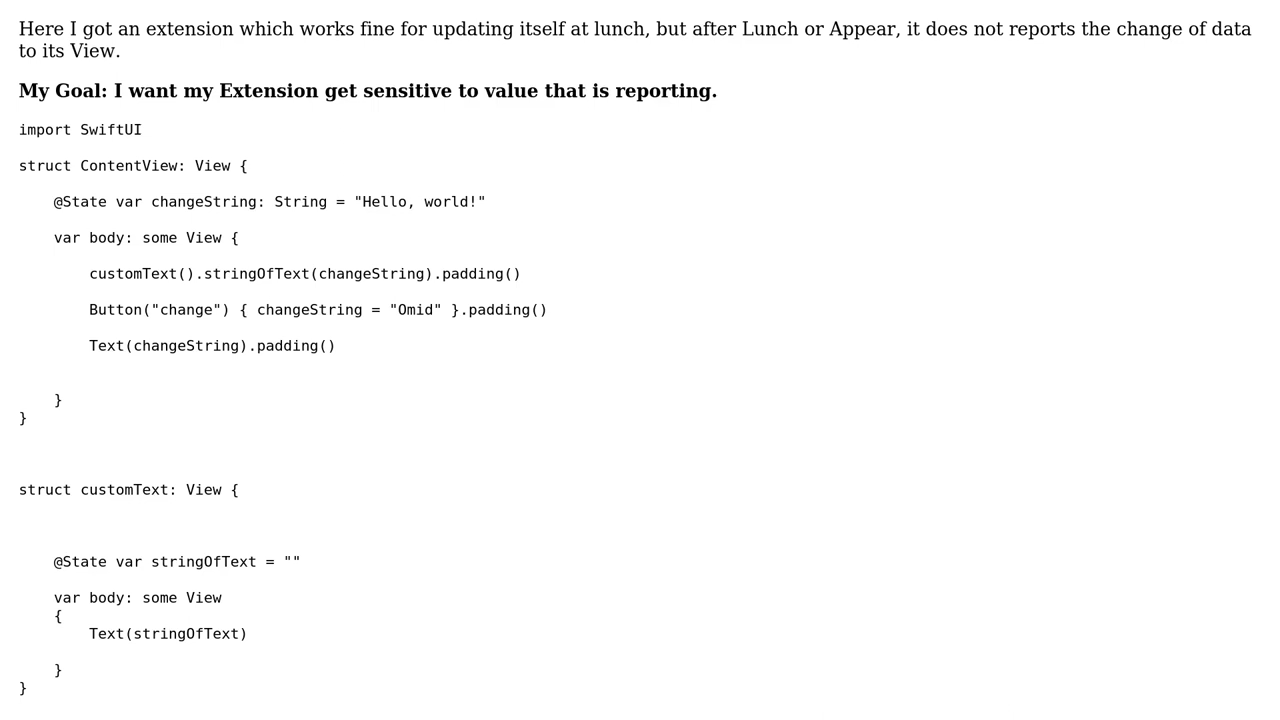 Here I got an extension which works fine for updating itself at lunch, but after Lunch or Appear, it does not reports the change of data
to its View.
My Goal: I want my Extension get sensitive to value that is reporting.
import SwiftUI
struct ContentView: View {
    @State var changeString: String = "Hello, world!"
    var body: some View {
        customText().stringOfText(changeString).padding()
        Button("change") { changeString = "Omid" }.padding()
        Text(changeString).padding()
    }
}
struct customText: View {
    @State var stringOfText = ""
    var body: some View
    {
        Text(stringOfText)
    }
}